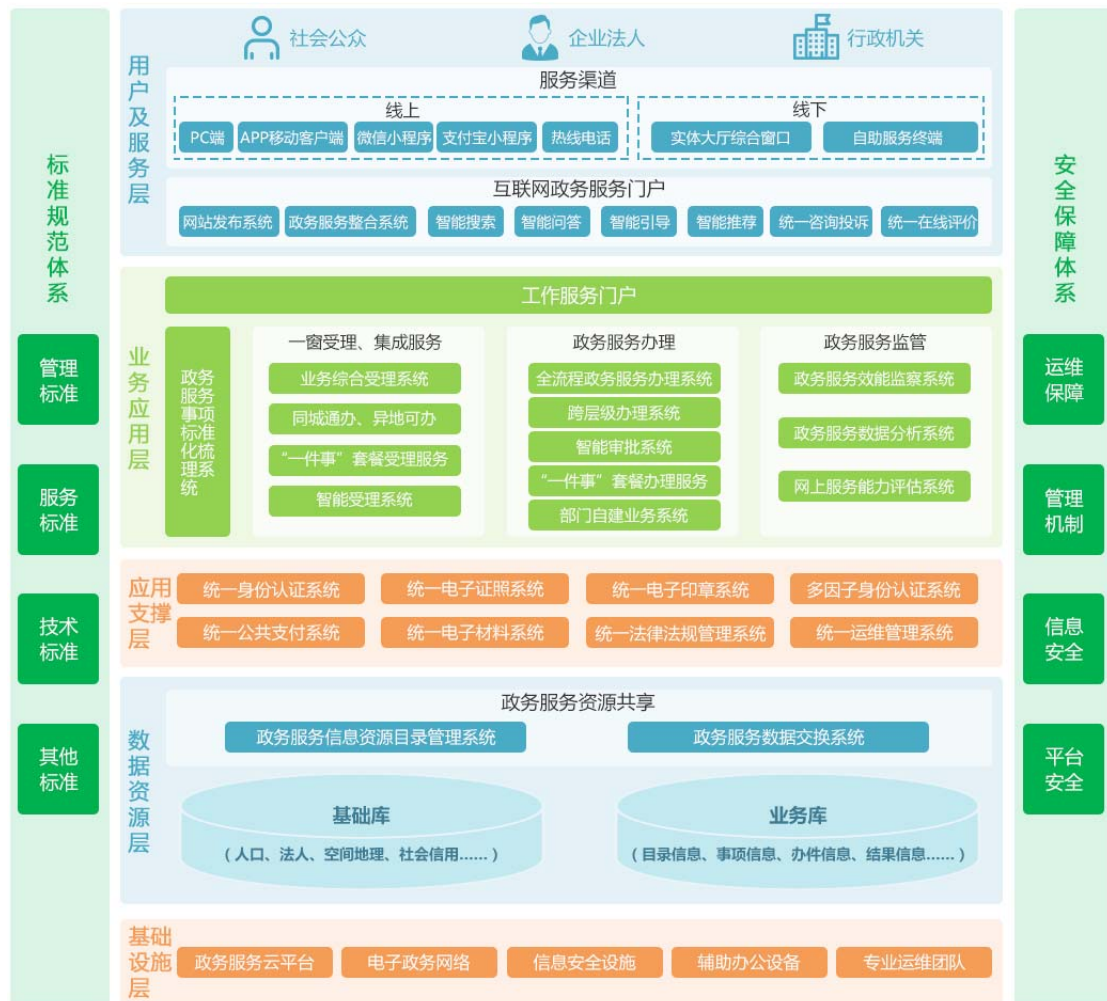 标准规范体系
管理标准
服务标准
技术标准
其他标准
用户及服务层
社会公众
企业法人
行政机关
服务渠道
线上
PC端
APP移动客户端
微信小程序
支付宝小程序
热线电话
线下
实体大厅综合窗口
自助服务终端
互联网政务服务门户
网站发布系统
政务服务整合系统
智能搜索
智能问答
智能引导
智能推荐
统一咨询投诉
统一在线评价
业务应用层
工作服务门户
政务服务事项标准化梳理系统
一窗受理、集成服务
业务综合受理系统
同城通办、异地可办
“一件事”套餐受理服务
智能受理系统
政务服务办理
全流程政务服务办理系统
跨层级办理系统
智能审批系统
“一件事”套餐办理服务
部门自建业务系统
政务服务监管
政务服务效能监察系统
政务服务数据分析系统
网上服务能力评估系统
应用支撑层
统一身份认证系统
统一电子证照系统
统一电子印章系统
多因子身份认证系统
统一公共支付系统
统一电子材料系统
统一法律法规管理系统
统一运维管理系统
数据资源层
政务服务资源共享
政务服务信息资源目录管理系统
政务服务数据交换系统
基础库
（人口、法人、空间地理、社会信用......）
业务库
（目录信息、事项信息、办件信息、结果信息......）
基础设施层
政务服务云平台
电子政务网络
信息安全设施
辅助办公设备
专业运维团队
安全保障体系
运维保障
管理机制
信息安全
平台安全